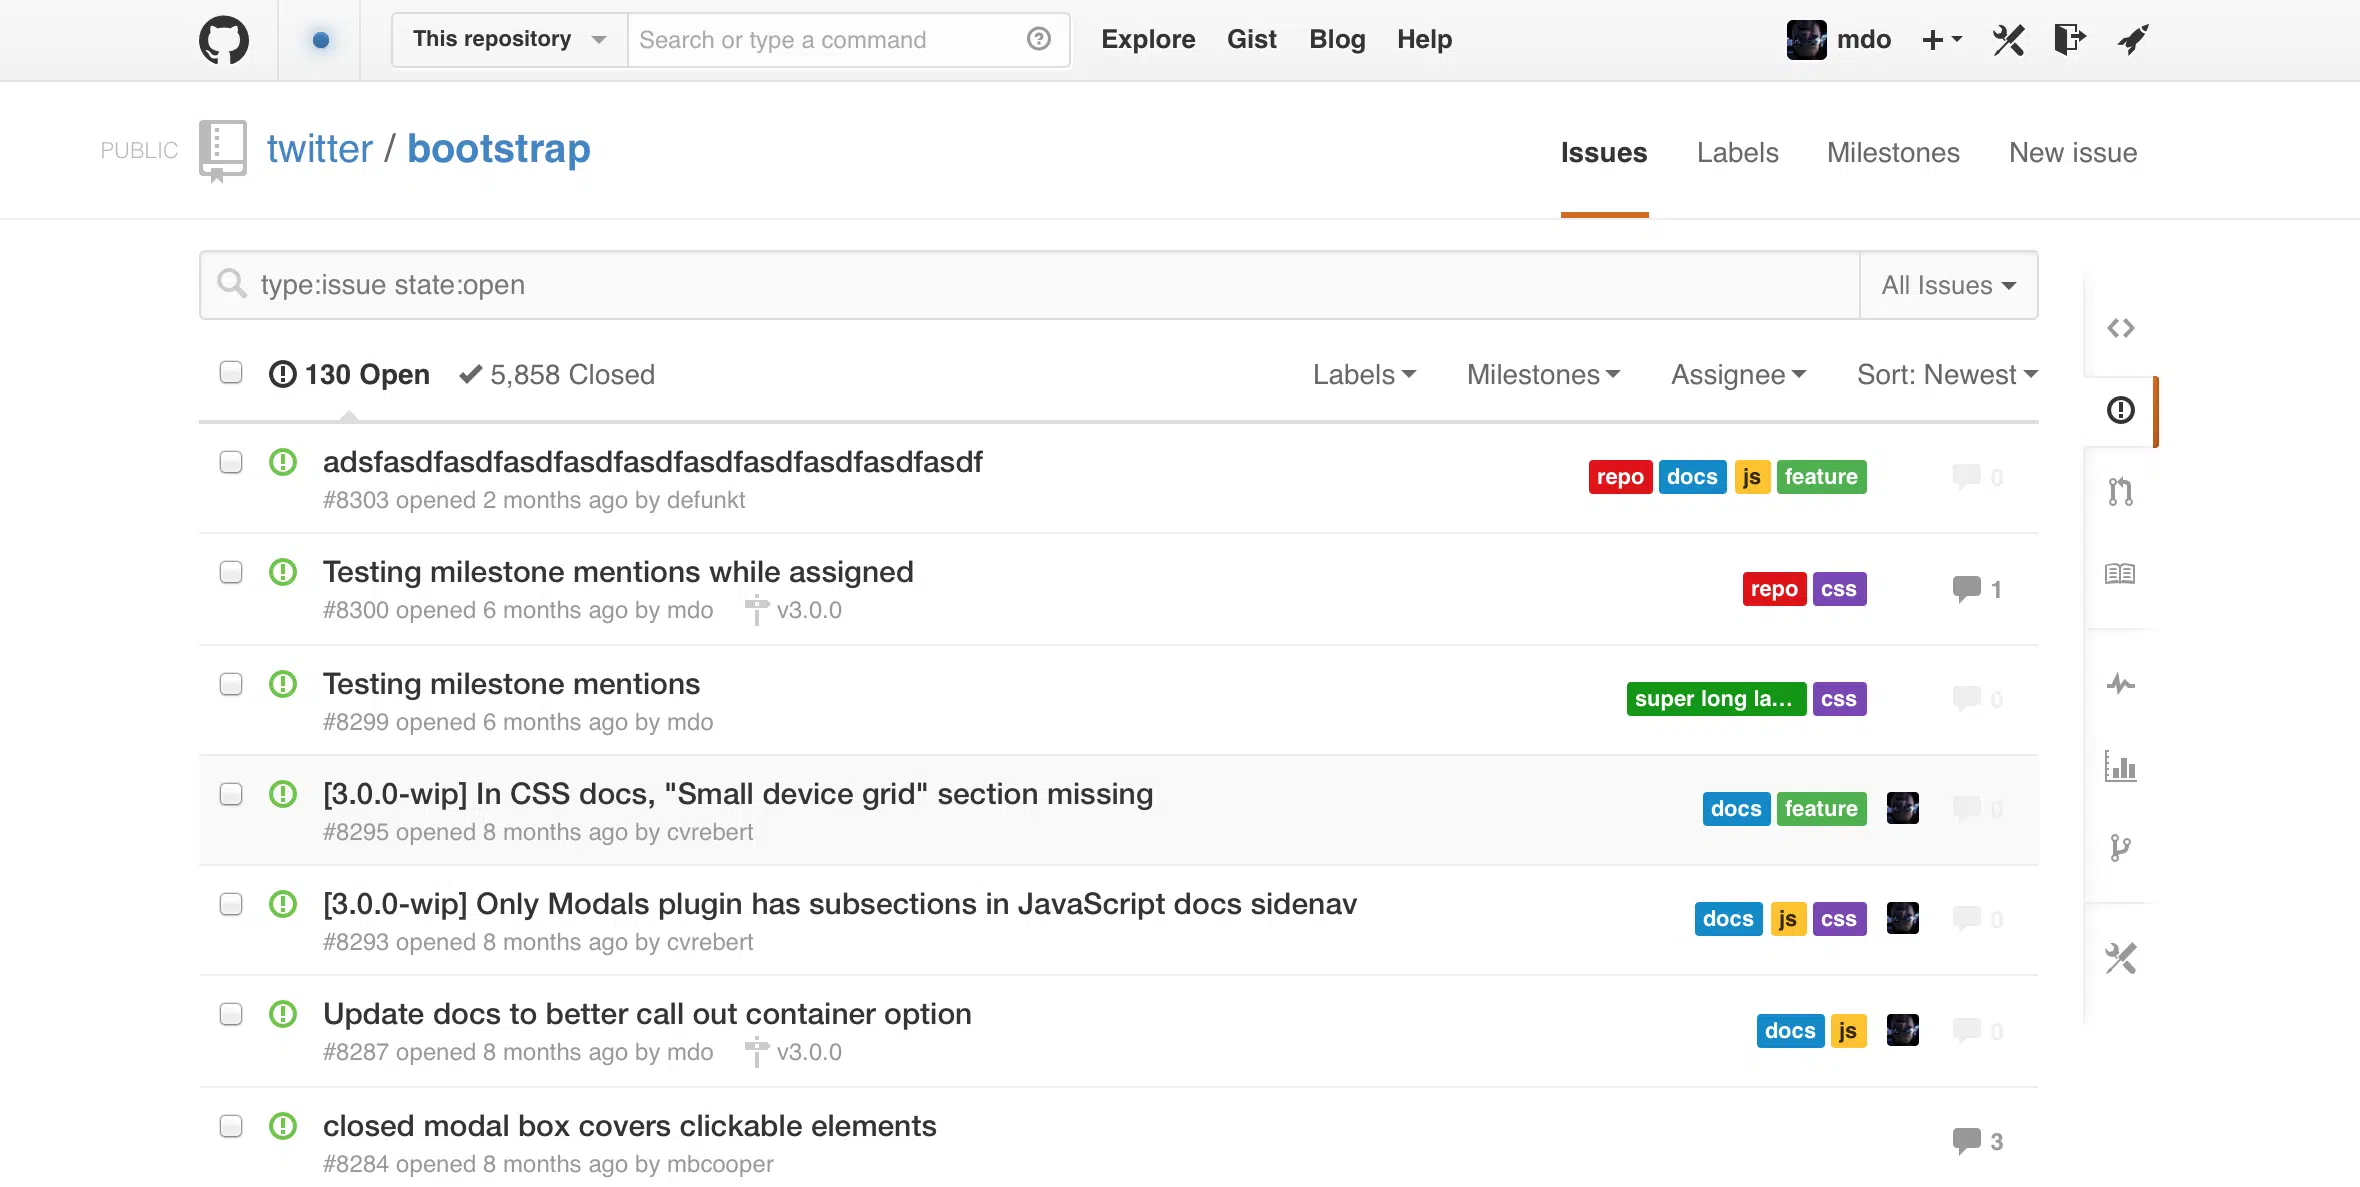 This repository Search or type a command Explore Gist Blog Help mdo
PUBLIC twitter / bootstrap Issues Labels Milestones New issue
type:issue state:open All Issues
130 Open 5,858 Closed Labels Milestones Assignee Sort: Newest
adsfasdfasdfasdfasdfasdfasdfasdfasdfasdfasdf
repo docs js feature 0
#8303 opened 2 months ago by defunkt
Testing milestone mentions while assigned
repo css 1
#8300 opened 6 months ago by mdo v3.0.0
Testing milestone mentions
super long la... css 0
#8299 opened 6 months ago by mdo
[3.0.0-wip] In CSS docs, "Small device grid" section missing
docs feature 0
#8295 opened 8 months ago by cvrebert
[3.0.0-wip] Only Modals plugin has subsections in JavaScript docs sidenav
docs js css 0
#8293 opened 8 months ago by cvrebert
Update docs to better call out container option
docs js 0
#8287 opened 8 months ago by mdo v3.0.0
closed modal box covers clickable elements
3
#8284 opened 8 months ago by mbcooper